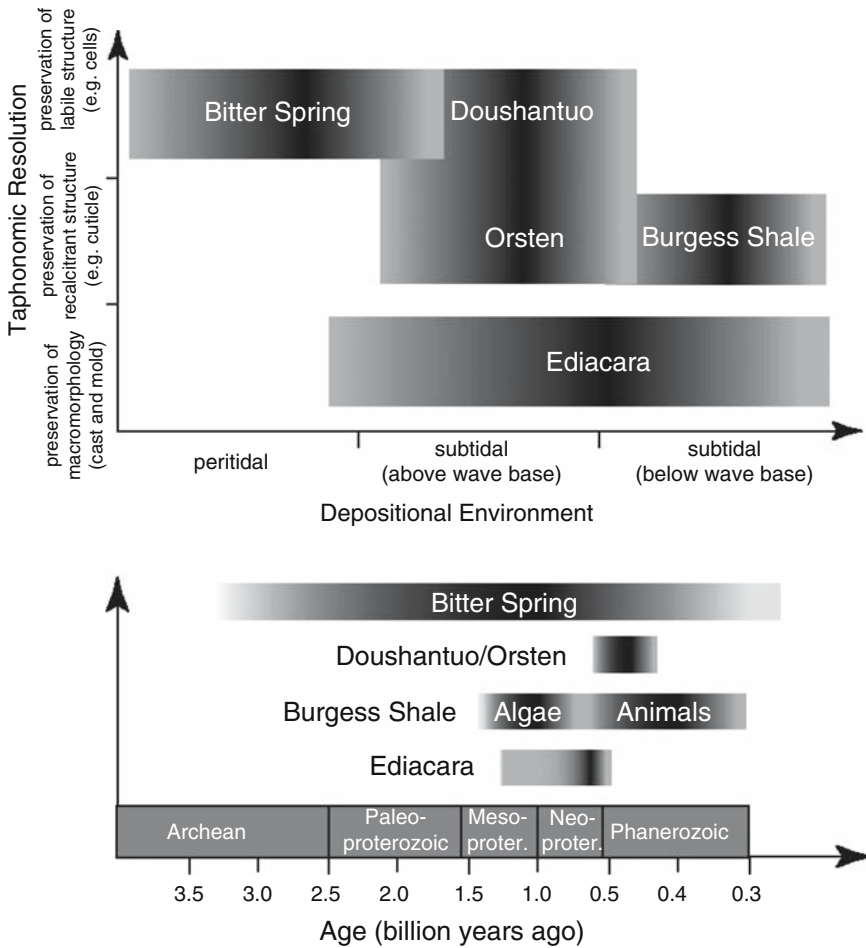 Taphonomic Resolution
preservation of
labile structure
(e.g. cells)
preservation of
recalcitrant structure
(e.g. cuticle)
preservation of
macromorphology
(cast and mold)
Bitter Spring
Doushantuo
Orsten
Burgess Shale
Ediacara
peritidal
subtidal
(above wave base)
subtidal
(below wave base)
Depositional Environment
Bitter Spring
Doushantuo/Orsten
Burgess Shale
Algae
Animals
Ediacara
Archean
Paleo-
proterozoic
Meso-
proter.
Neo-
proter.
Phanerozoic
3.5 3.0 2.5 2.0 1.5 1.0 0.5 0.4 0.3
Age (billion years ago)